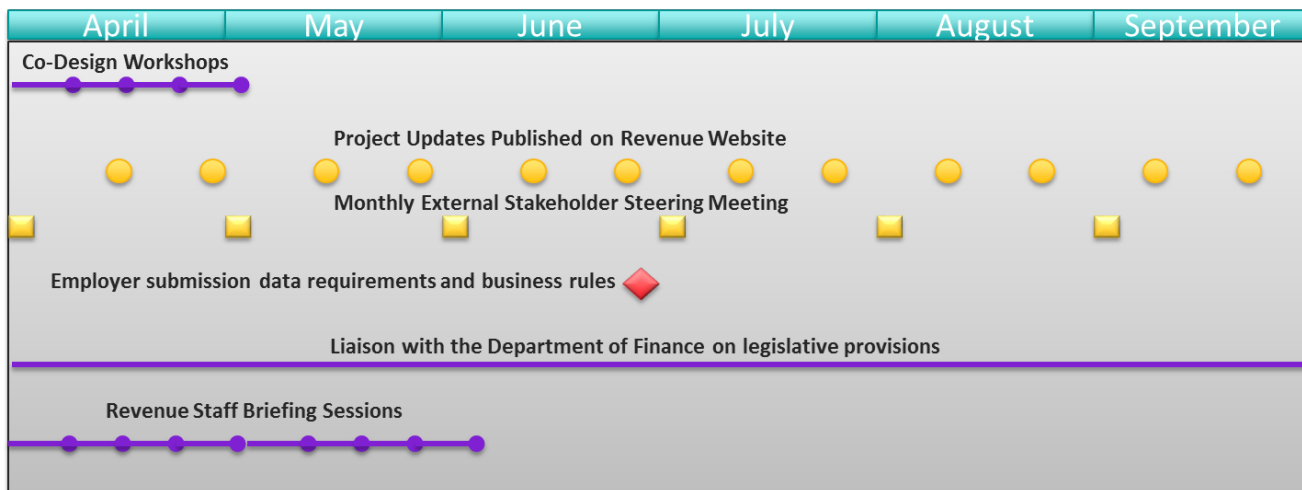 April May June July August September
Co-Design Workshops
Project Updates Published on Revenue Website
Monthly External Stakeholder Steering Meeting
Employer submission data requirements and business rules
Liaison with the Department of Finance on legislative provisions
Revenue Staff Briefing Sessions